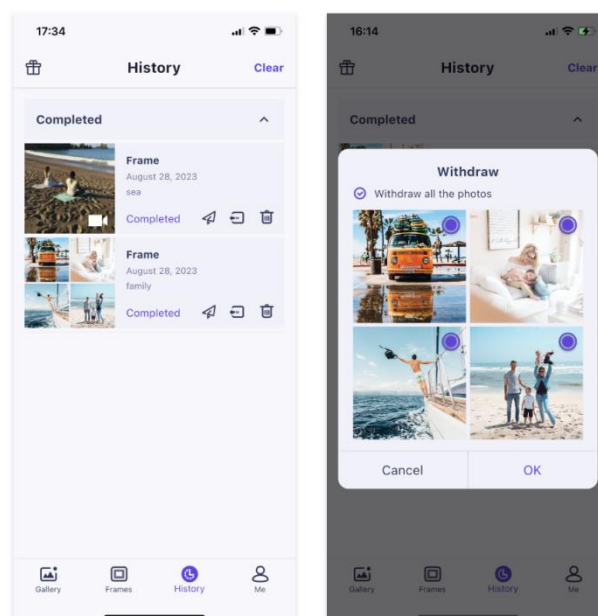 17:34
History
Clear
Completed
Frame
August 28, 2023
sea
Completed
Frame
August 28, 2023
family
Completed
Gallery
Frames
History
Me
16:14
History
Clear
Completed
Withdraw
Withdraw all the photos
Cancel
OK
Gallery
Frames
History
Me